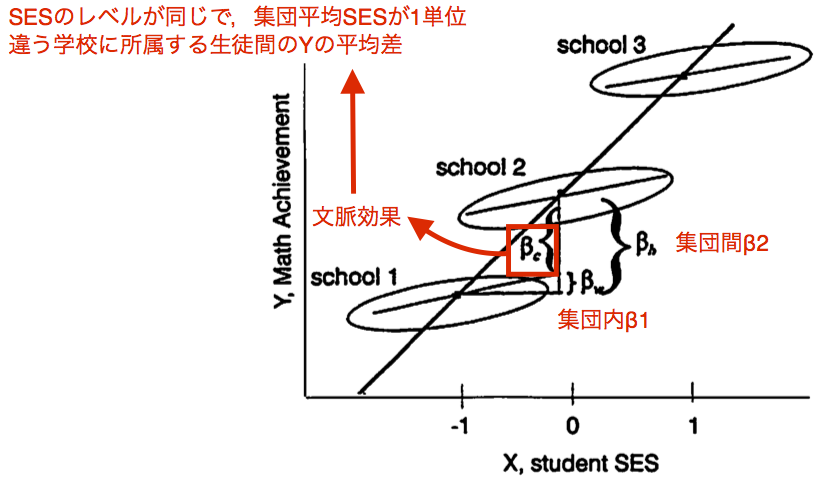 SESのレベルが同じで，集団平均SESが1単位
違う学校に所属する生徒間のYの平均差
school 3
school 2
文脈効果
βc
βb
集団間β2
school 1
βw
集団内β1
Y, Math Achievement
-1
0
1
X, student SES